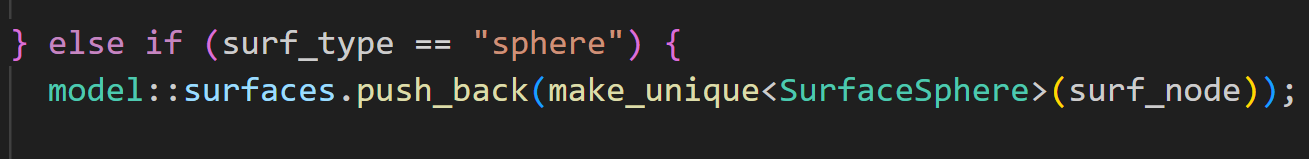 } else if (surf_type == "sphere") {
model::surfaces.push_back(make_unique<SurfaceSphere>(surf_node));